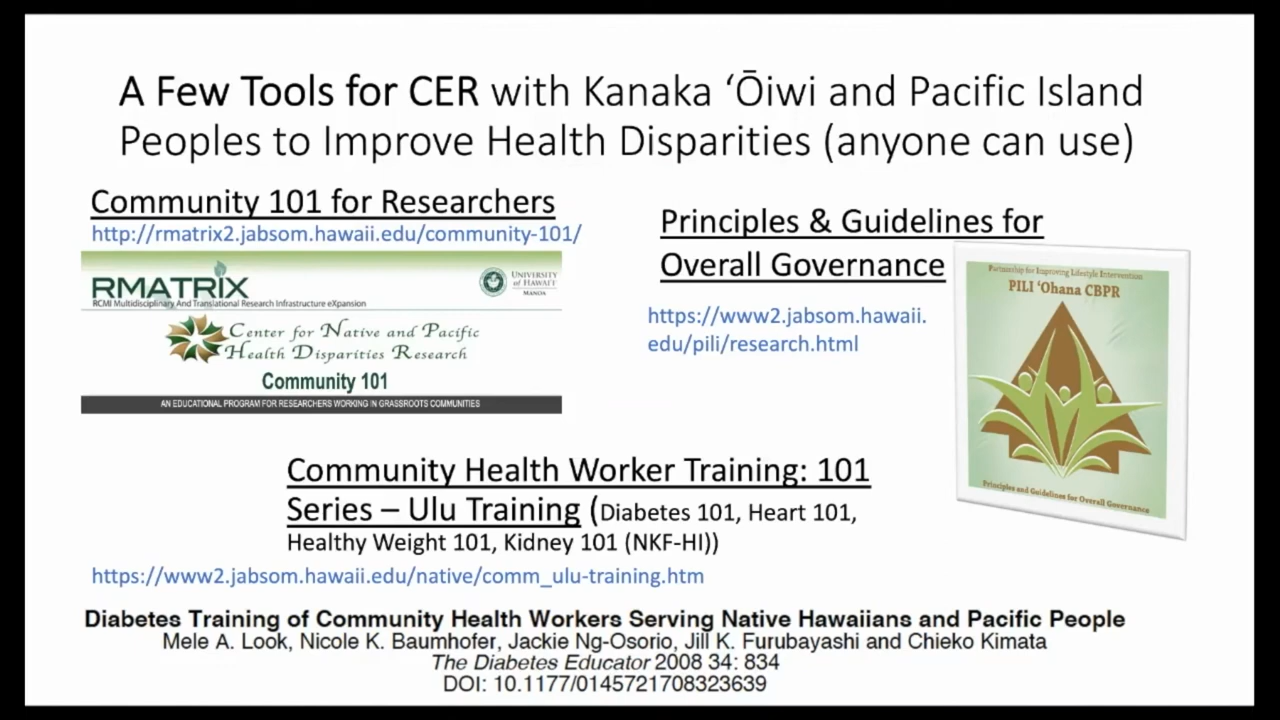 A Few Tools for CER with Kanaka ʻŌiwi and Pacific Island
Peoples to Improve Health Disparities (anyone can use)
Community 101 for Researchers
http://rmatrix2.jabsom.hawaii.edu/community-101/
RMATRIX
RCMI Multidisciplinary And Translational Research Infrastructure eXpansion
UNIVERSITY
of HAWAIʻI
MĀNOA
Center for Native and Pacific
Health Disparities Research
Community 101
AN EDUCATIONAL PROGRAM FOR RESEARCHERS WORKING IN GRASSROOTS COMMUNITIES
Principles & Guidelines for
Overall Governance
https://www2.jabsom.hawaii.
edu/pili/research.html
Partnership for Improving Lifestyle Intervention
PILI ‘Ohana CBPR
Principles and Guidelines for Overall Governance
Community Health Worker Training: 101
Series – Ulu Training (Diabetes 101, Heart 101,
Healthy Weight 101, Kidney 101 (NKF-HI))
https://www2.jabsom.hawaii.edu/native/comm_ulu-training.htm
Diabetes Training of Community Health Workers Serving Native Hawaiians and Pacific People
Mele A. Look, Nicole K. Baumhofer, Jackie Ng-Osorio, Jill K. Furubayashi and Chieko Kimata
The Diabetes Educator 2008 34: 834
DOI: 10.1177/0145721708323639